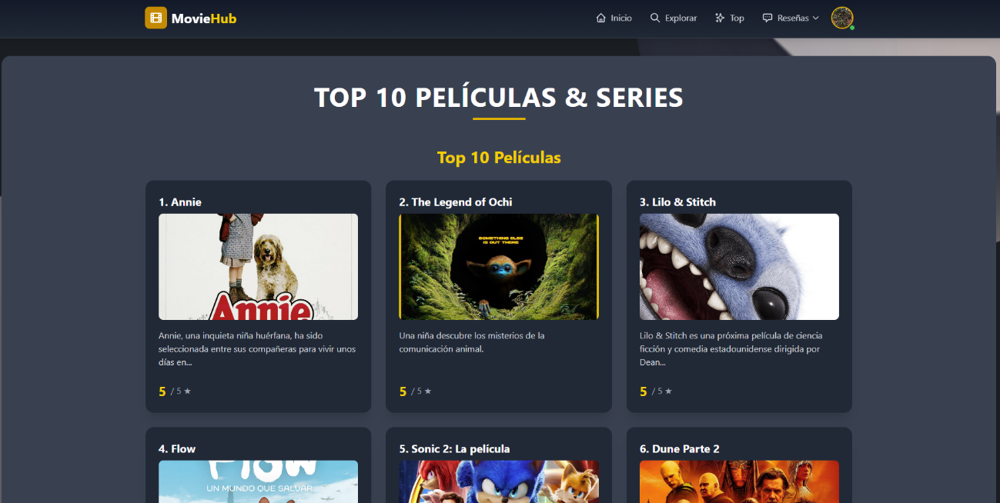 MovieHub
Inicio
Explorar
Top
Reseñas
TOP 10 PELÍCULAS & SERIES
Top 10 Películas
1. Annie
2. The Legend of Ochi
3. Lilo & Stitch
Annie
SOMETHING ELSE
IS OUT THERE
Annie, una inquieta niña huérfana, ha sido
seleccionada entre sus compañeras para vivir unos
días en...
Una niña descubre los misterios de la
comunicación animal.
Lilo & Stitch es una próxima película de ciencia
ficción y comedia estadounidense dirigida por
Dean...
5 / 5 ★
5 / 5 ★
5 / 5 ★
4. Flow
5. Sonic 2: La película
6. Dune Parte 2
FLOW
UN MUNDO QUE SALVAR